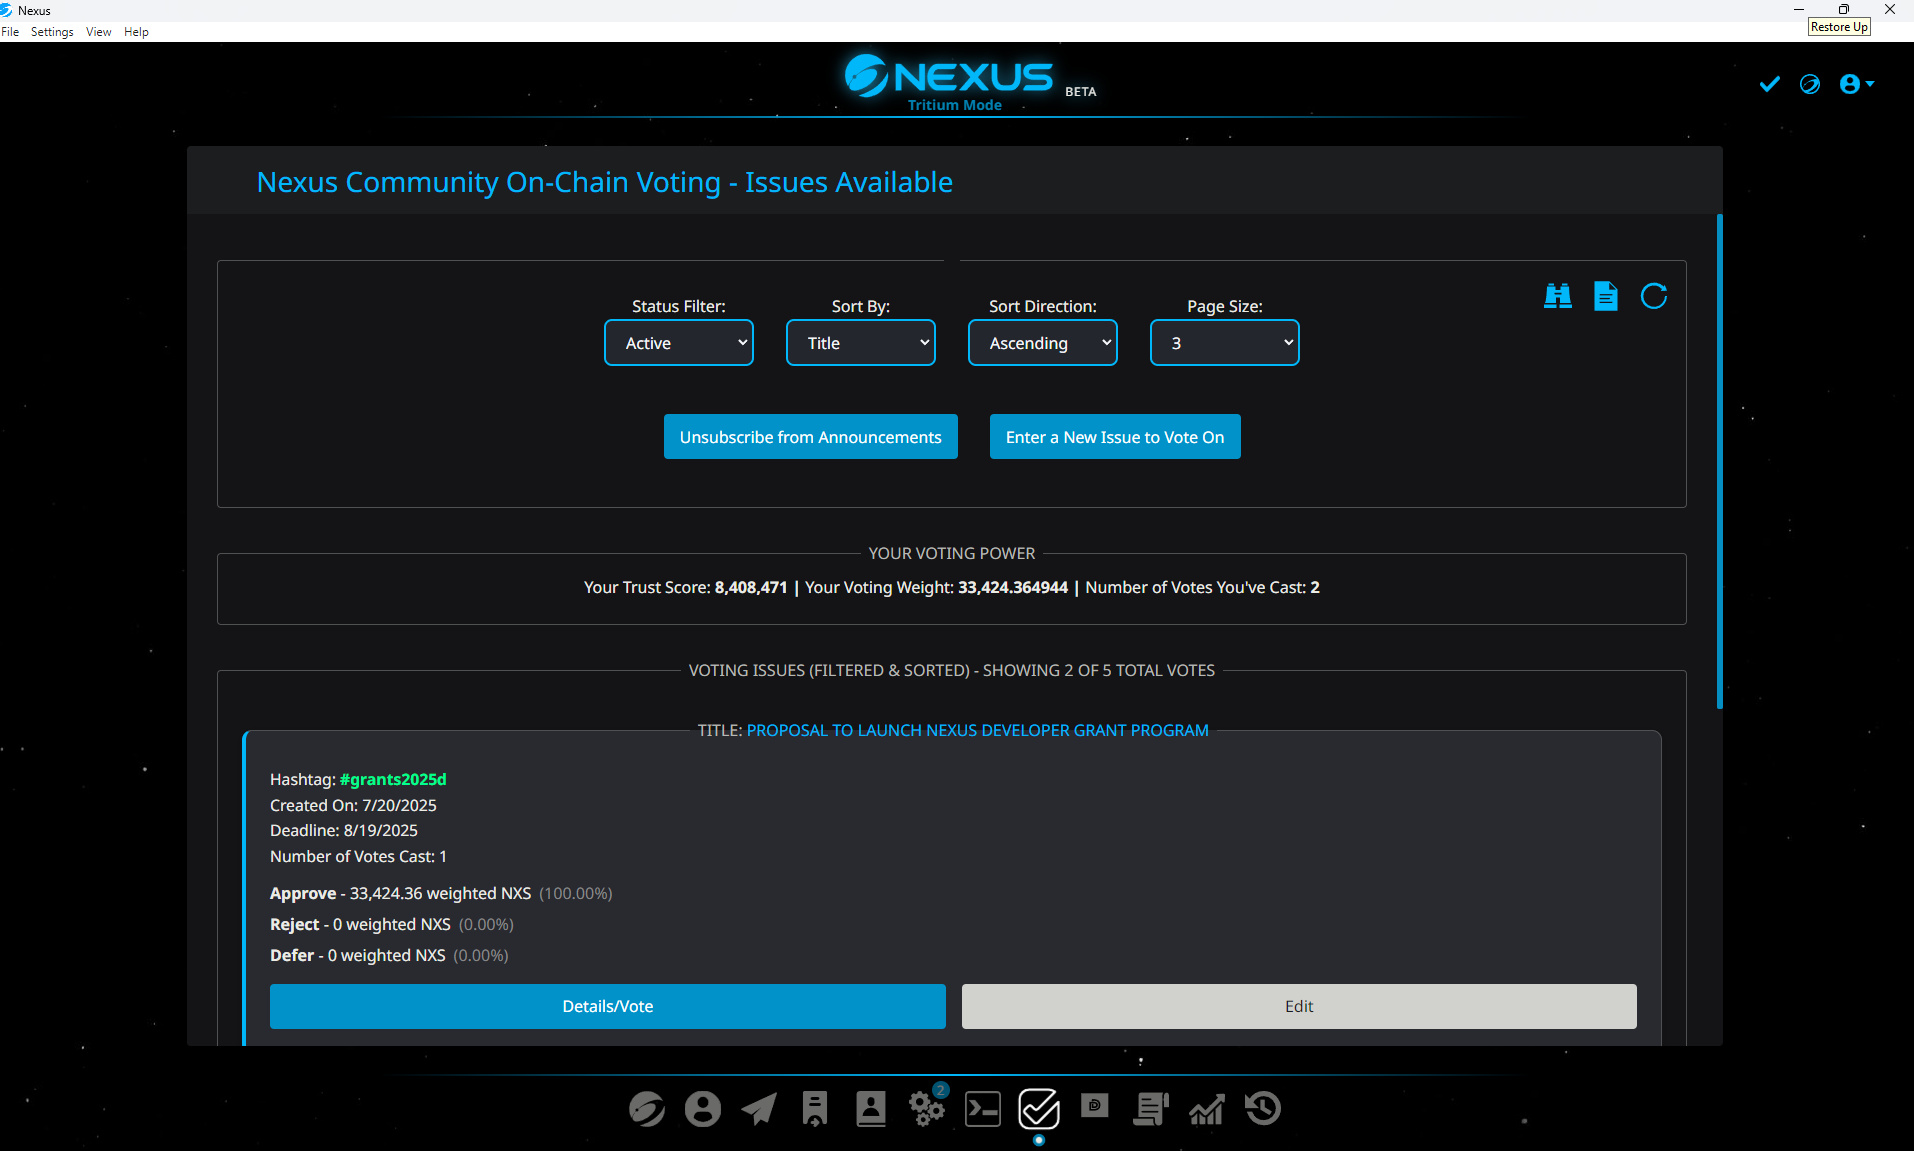 Nexus
File Settings View Help
Restore Up
NEXUS BETA
Tritium Mode
Nexus Community On-Chain Voting - Issues Available
Status Filter: Sort By: Sort Direction: Page Size:
Active Title Ascending 3
Unsubscribe from Announcements Enter a New Issue to Vote On
YOUR VOTING POWER
Your Trust Score: 8,408,471 | Your Voting Weight: 33,424.364944 | Number of Votes You've Cast: 2
VOTING ISSUES (FILTERED & SORTED) - SHOWING 2 OF 5 TOTAL VOTES
TITLE: PROPOSAL TO LAUNCH NEXUS DEVELOPER GRANT PROGRAM
Hashtag: #grants2025d
Created On: 7/20/2025
Deadline: 8/19/2025
Number of Votes Cast: 1
Approve - 33,424.36 weighted NXS (100.00%)
Reject - 0 weighted NXS (0.00%)
Defer - 0 weighted NXS (0.00%)
Details/Vote Edit
2
D